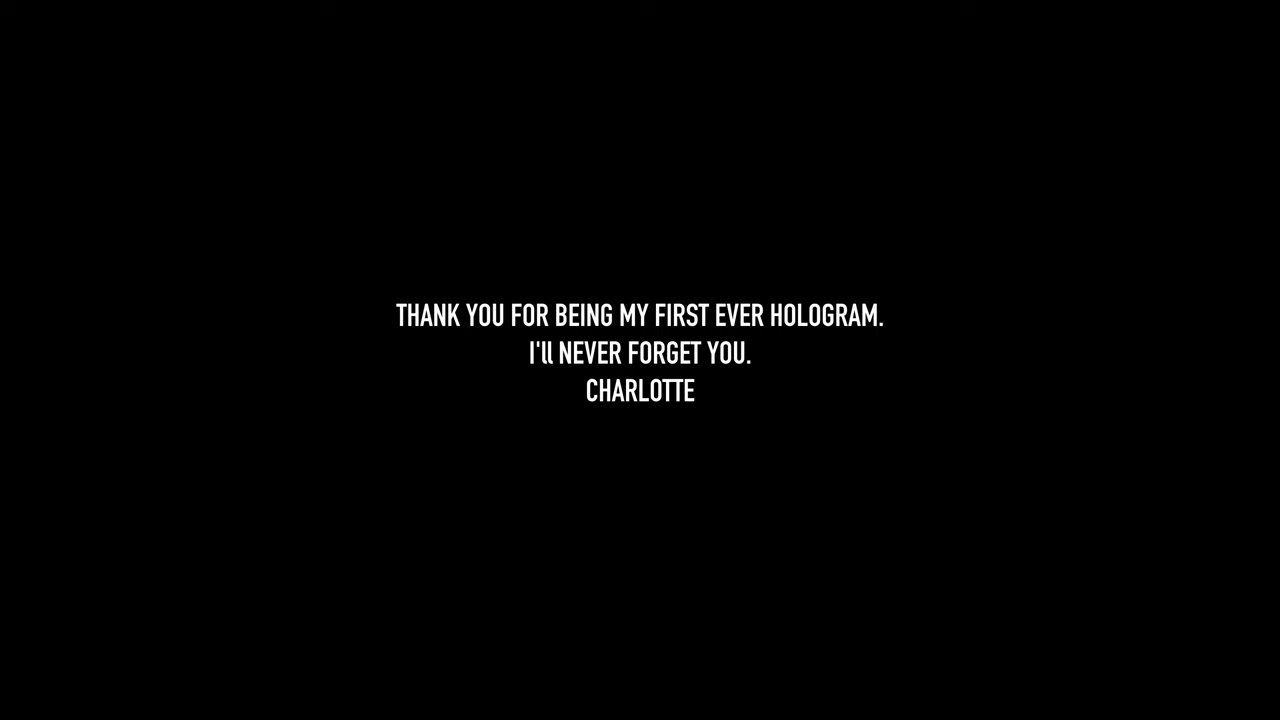 THANK YOU FOR BEING MY FIRST EVER HOLOGRAM.
I'll NEVER FORGET YOU.
CHARLOTTE